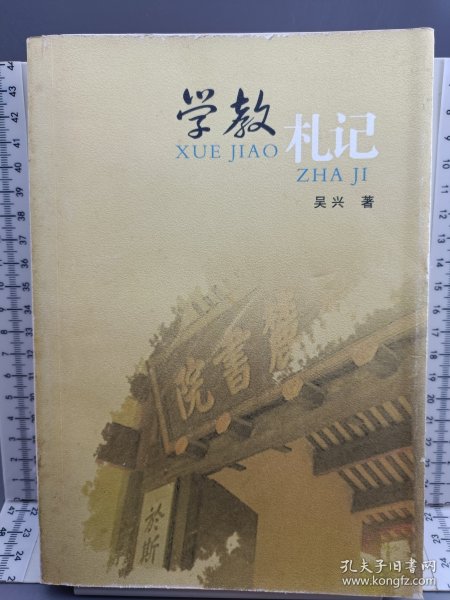 学教
XUE JIAO
札记
ZHA JI
吴兴 著
麓書院
於斯
孔夫子旧书网
www.kongfz.com